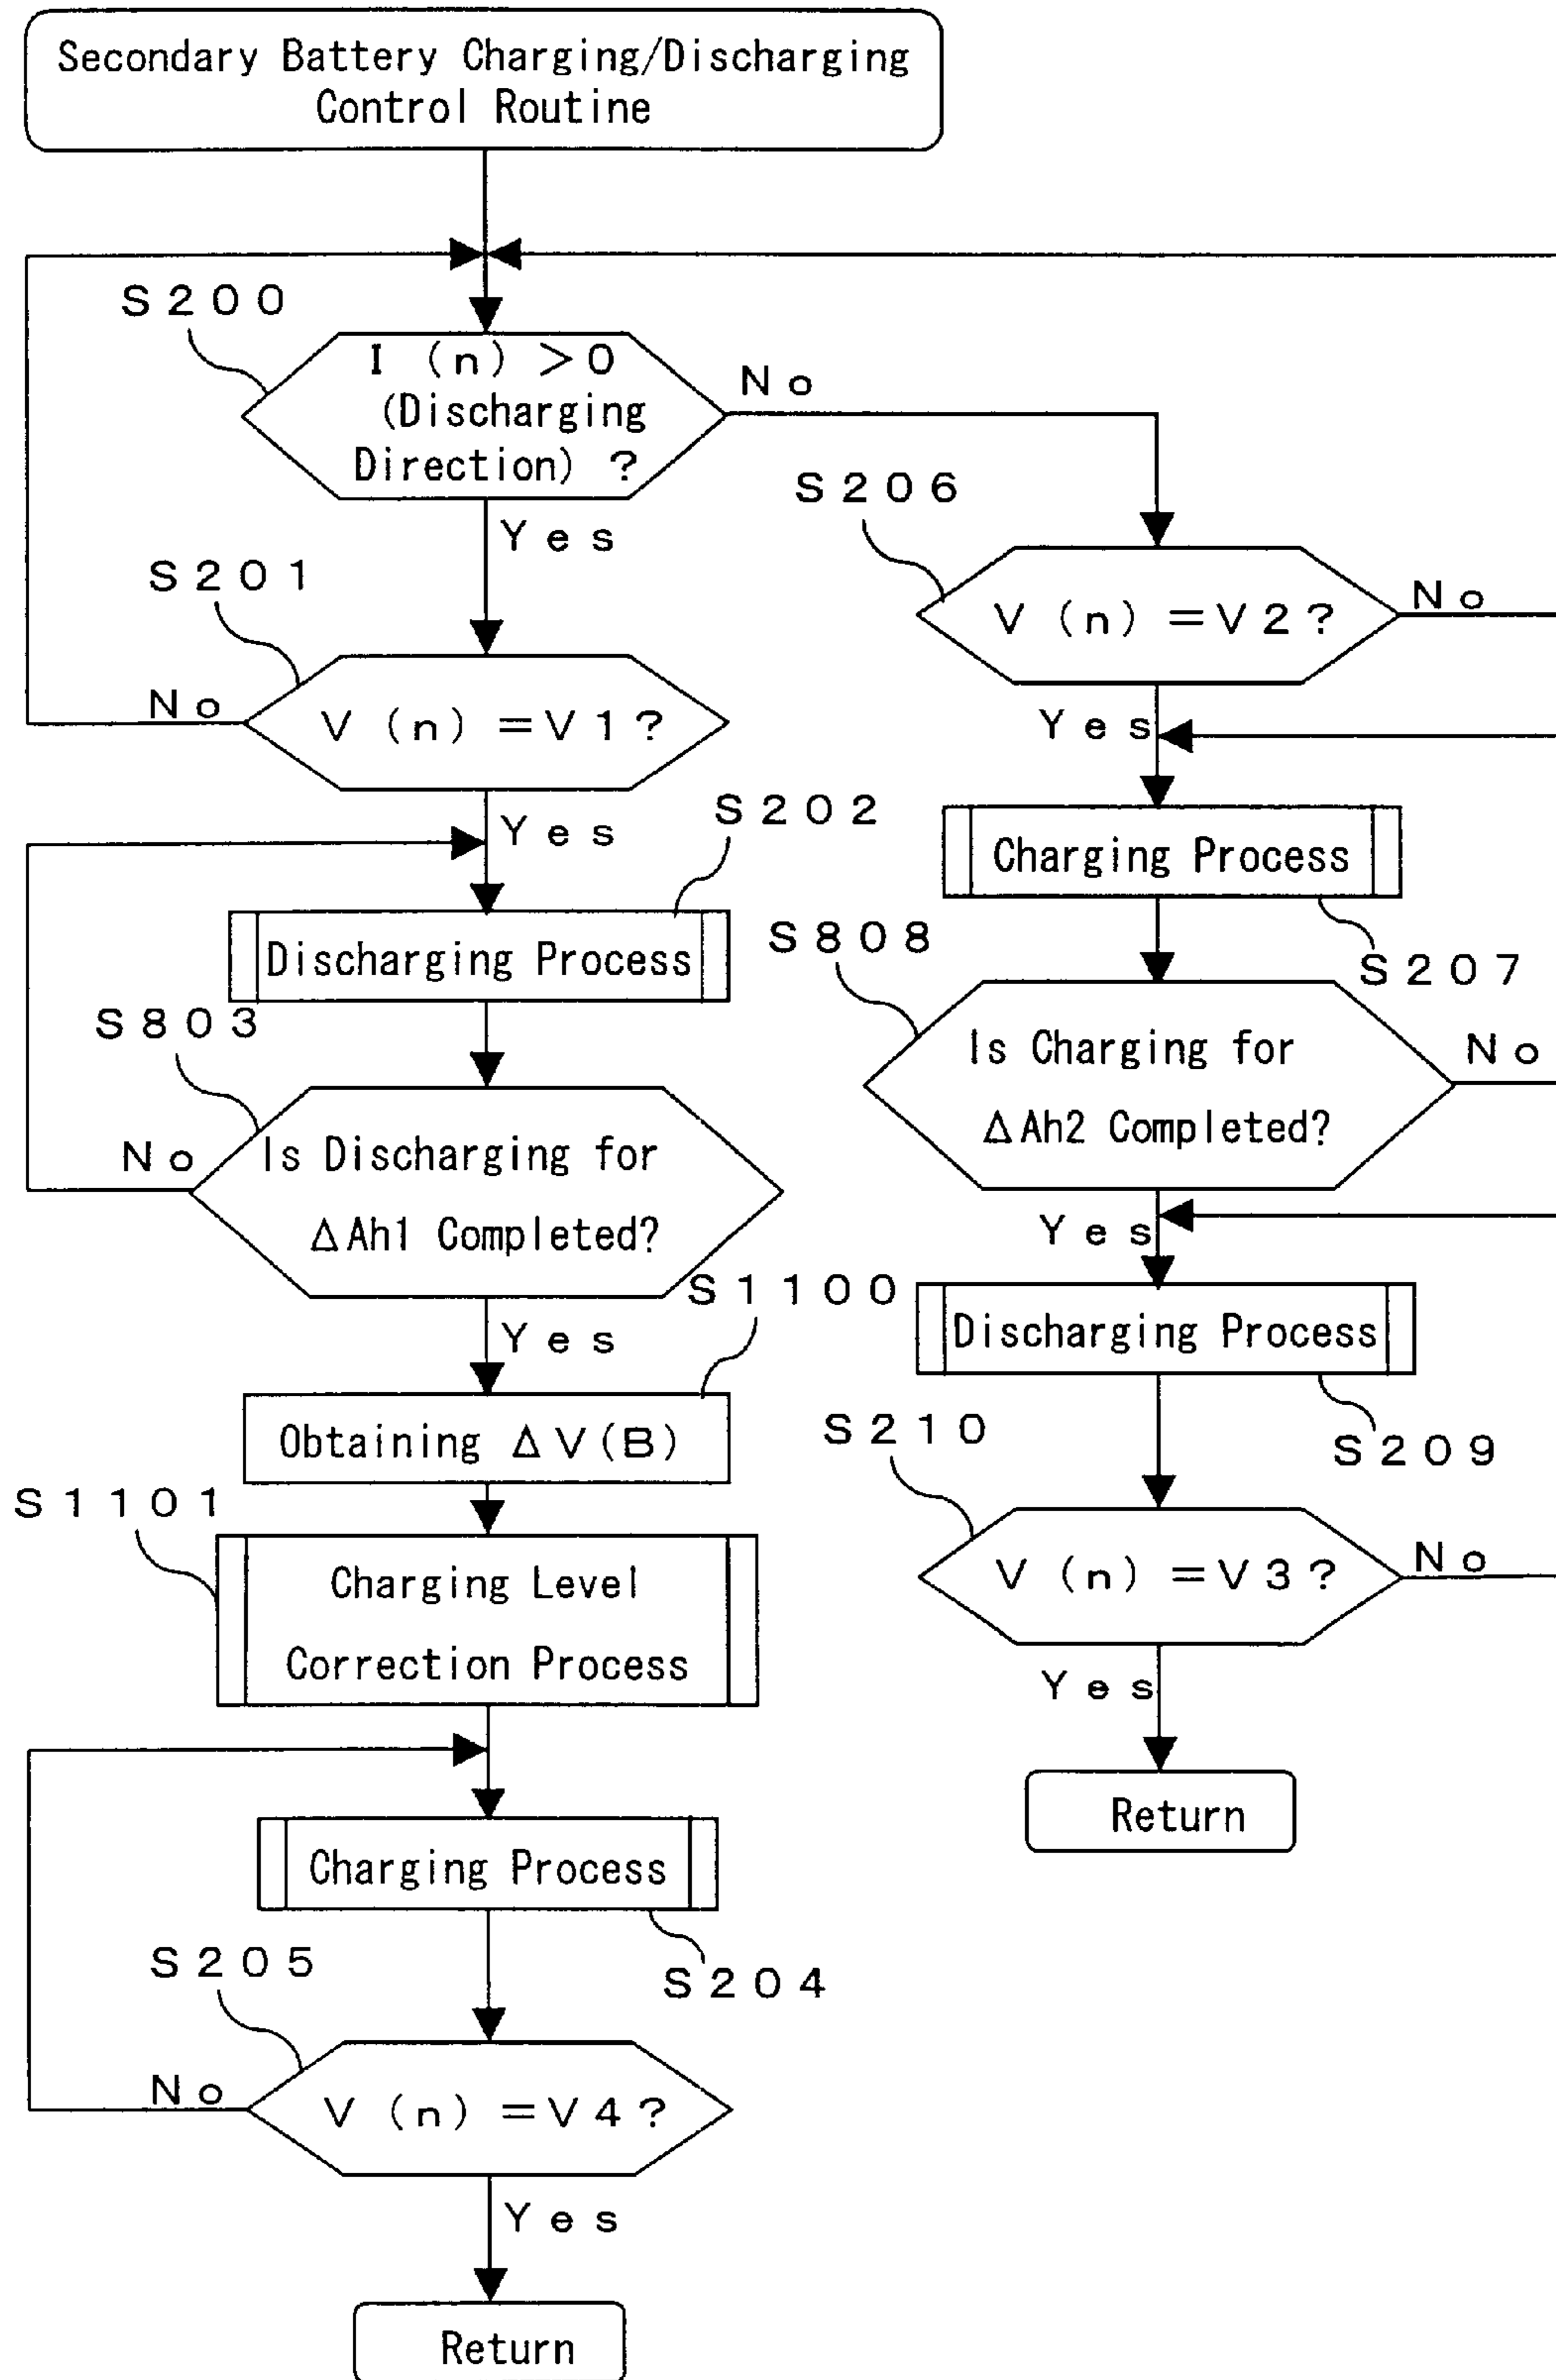 Secondary Battery Charging/Discharging
Control Routine
S200
I (n) >0
(Discharging
Direction) ?
No
Yes
S201
V (n) =V1?
No
Yes
S202
Discharging Process
S803
Is Discharging for
ΔAh1 Completed?
No
Yes
S1100
Obtaining ΔV(B)
S1101
Charging Level
Correction Process
Charging Process
S204
S205
V (n) =V4?
No
Yes
Return
S206
V (n) =V2?
No
Yes
Charging Process
S207
S808
Is Charging for
ΔAh2 Completed?
No
Yes
Discharging Process
S209
S210
V (n) =V3?
No
Yes
Return